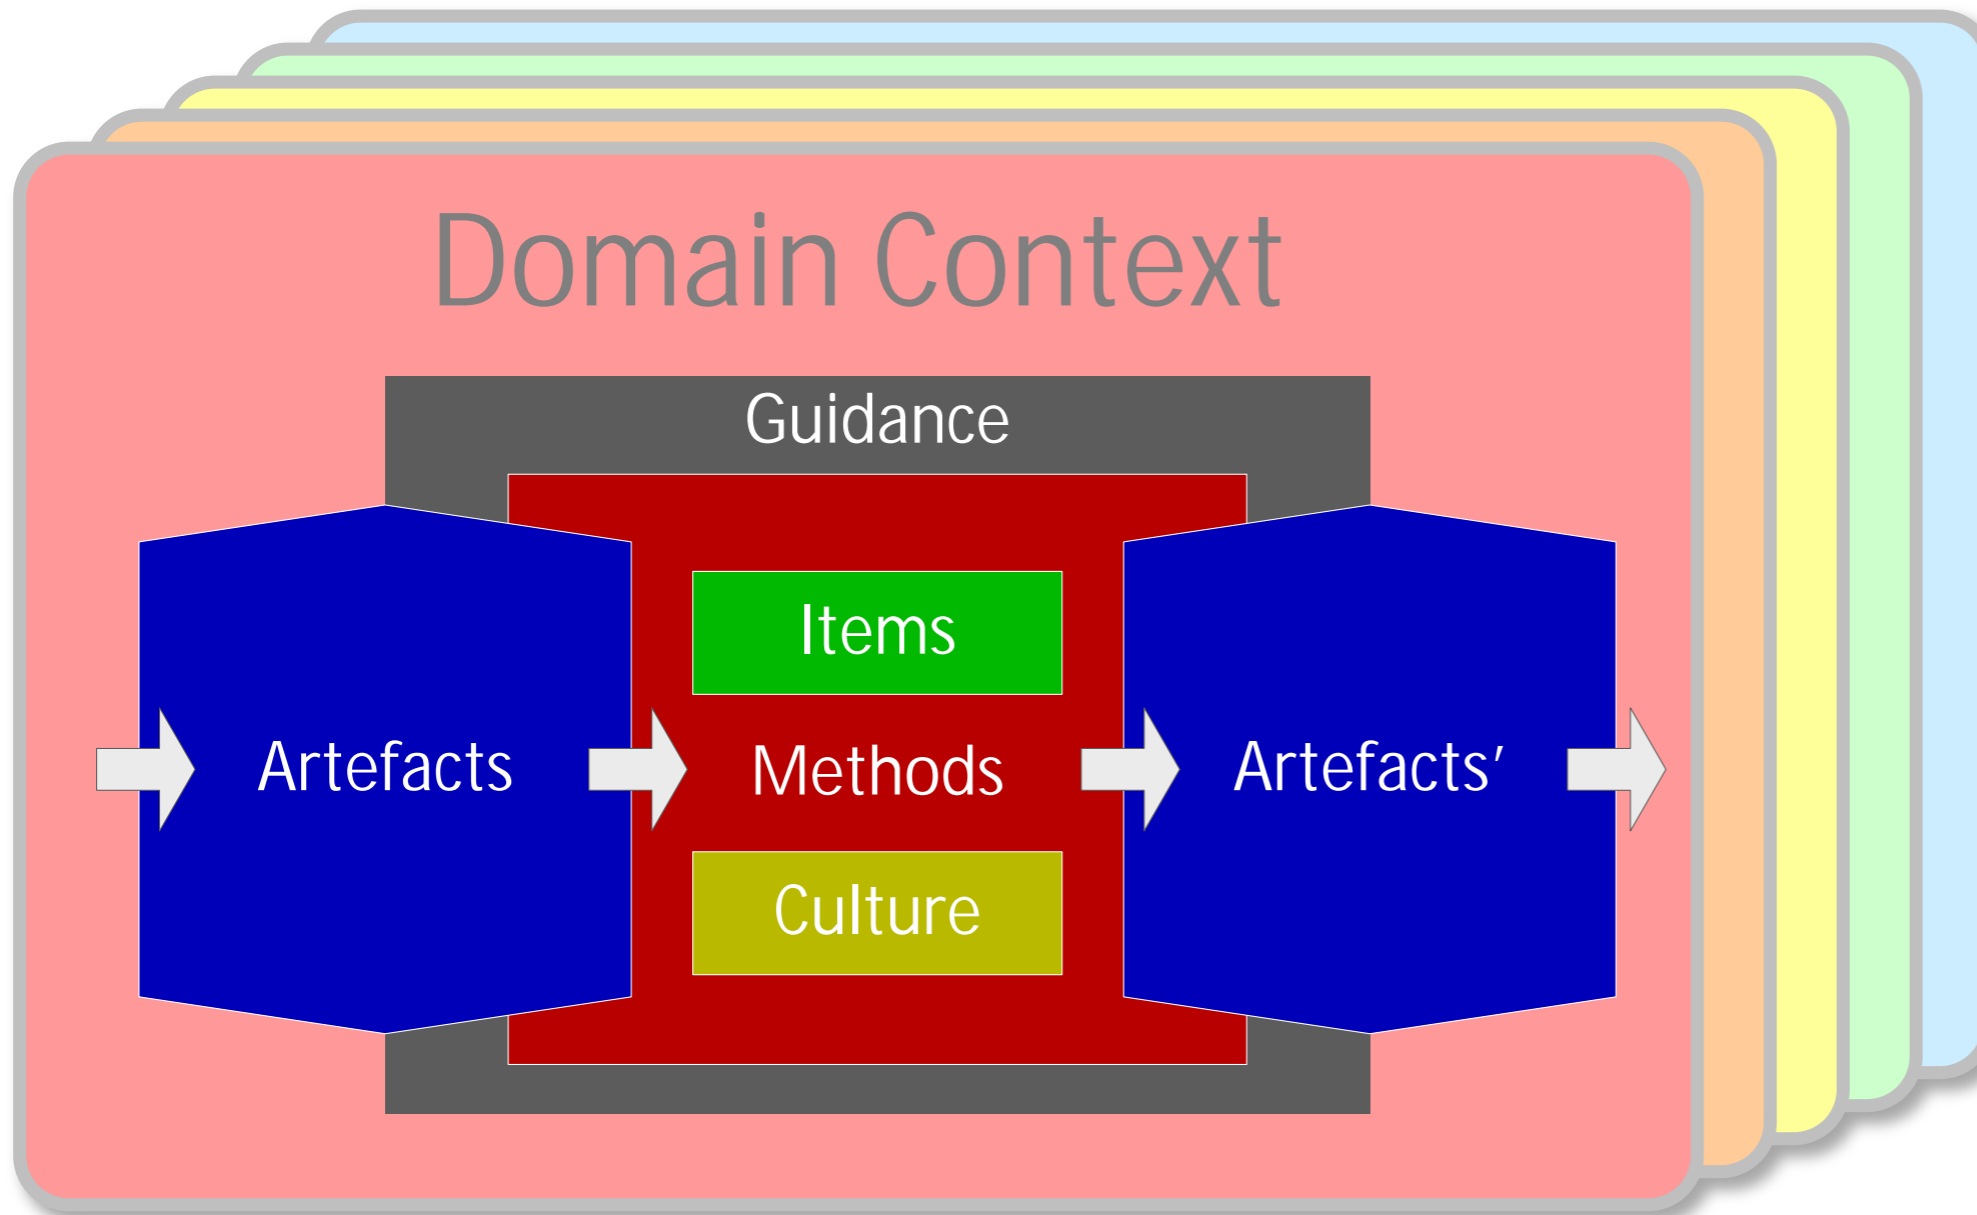 Domain Context
Guidance
Items
Artefacts
Methods
Artefacts'
Culture